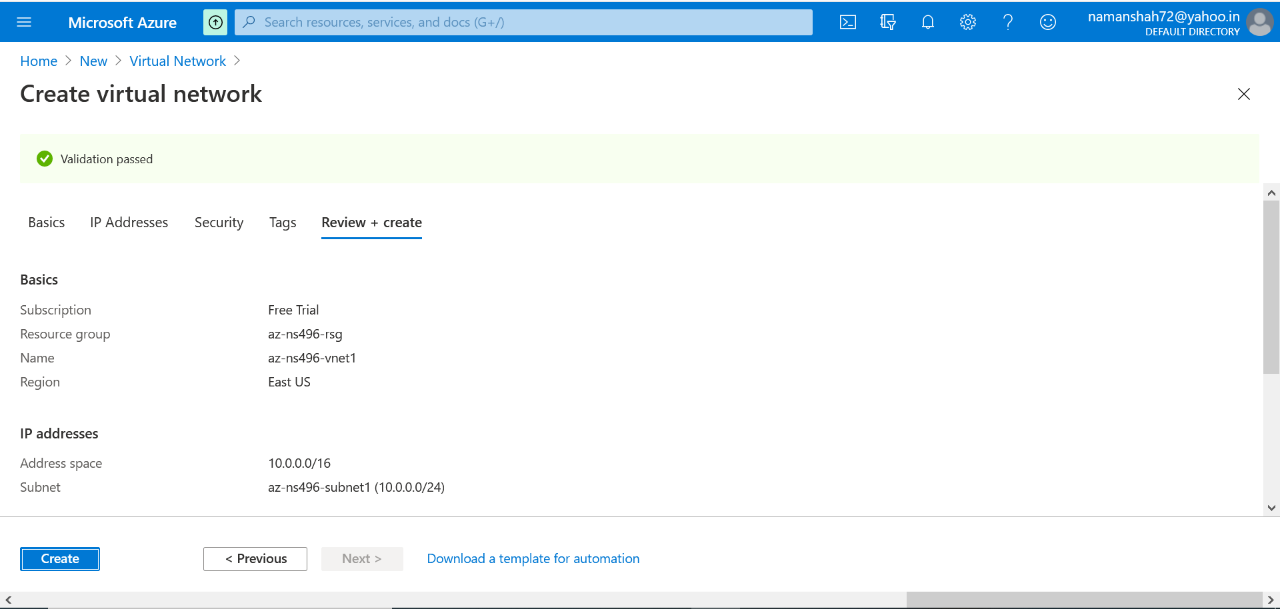 Microsoft Azure
Search resources, services, and docs (G+/)
namanshah72@yahoo.in
DEFAULT DIRECTORY
Home > New > Virtual Network >
Create virtual network
Validation passed
Basics IP Addresses Security Tags Review + create
Basics
Subscription Free Trial
Resource group az-ns496-rsg
Name az-ns496-vnet1
Region East US
IP addresses
Address space 10.0.0.0/16
Subnet az-ns496-subnet1 (10.0.0.0/24)
Create < Previous Next > Download a template for automation